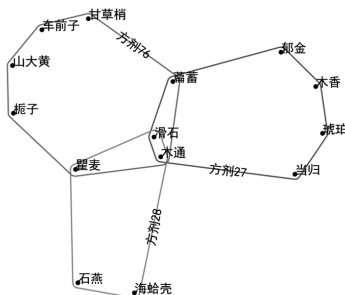 甘草梢
车前子
方剂76
郁金
山大黄
萹蓄
木香
栀子
滑石
琥珀
木通
瞿麦
方剂27
当归
方剂28
石燕
海蛤壳